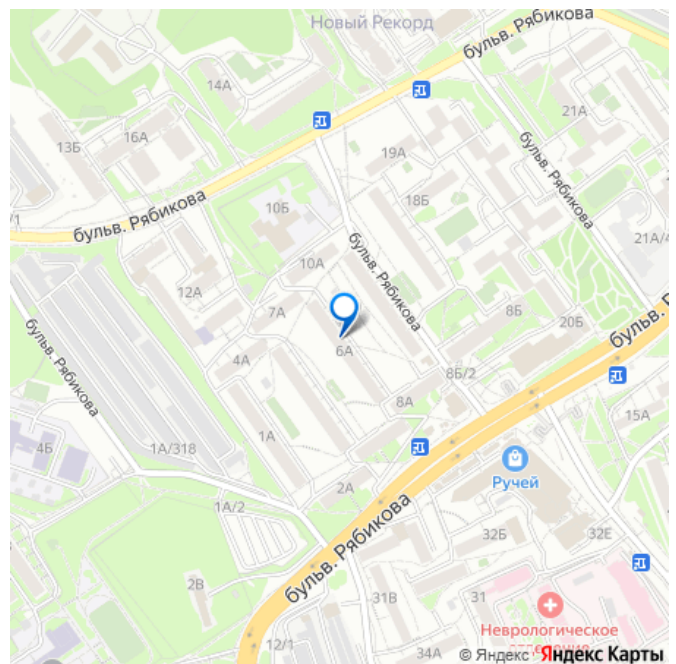 Новый Рекорд
бульв. Рябикова
14А
21А
13Б
16А
19А
бульв. Рябикова
18Б
/1
бульв. Рябикова
10Б
21А/4
бульв. Рябикова
10А
12А
7А
8Б
20Б
бульв.
бульв. Рябикова
6А
4А
8Б/2
8А
15А
1А
4Б
1А/318
Ручей
2А
1А/2
бульв. Рябикова
32Б
32Е
2В
31В
31
Неврологическое
12/1
34А
© Яндекс
Яндекс Карты